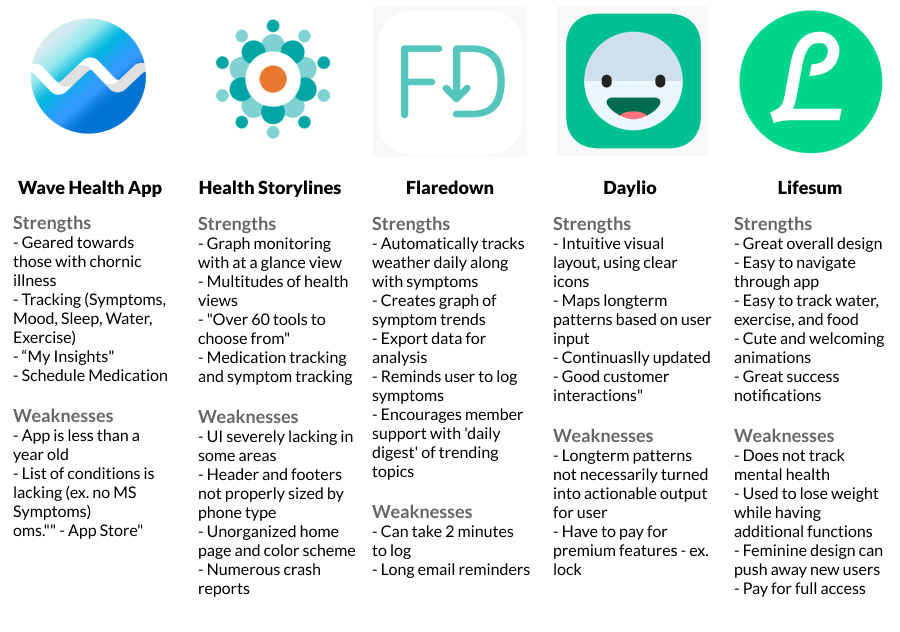 FD
L
Wave Health App
Strengths
- Geared towards
those with chornic
illness
- Tracking (Symptoms,
Mood, Sleep, Water,
Exercise)
- “My Insights"
- Schedule Medication
Weaknesses
- App is less than a
year old
- List of conditions is
lacking (ex. no MS
Symptoms)
oms."" - App Store"
Health Storylines
Strengths
- Graph monitoring
with at a glance view
- Multitudes of health
views
- "Over 60 tools to
choose from"
- Medication tracking
and symptom tracking
Weaknesses
- UI severely lacking in
some areas
- Header and footers
not properly sized by
phone type
- Unorganized home
page and color scheme
- Numerous crash
reports
Flaredown
Strengths
- Automatically tracks
weather daily along
with symptoms
- Creates graph of
symptom trends
- Export data for
analysis
- Reminds user to log
symptoms
- Encourages member
support with 'daily
digest' of trending
topics
Weaknesses
- Can take 2 minutes
to log
- Long email reminders
Daylio
Strengths
- Intuitive visual
layout, using clear
icons
- Maps longterm
patterns based on user
input
- Continuaslly updated
- Good customer
interactions"
Weaknesses
- Longterm patterns
not necessarily turned
into actionable output
for user
- Have to pay for
premium features - ex.
lock
Lifesum
Strengths
- Great overall design
- Easy to navigate
through app
- Easy to track water,
exercise, and food
- Cute and welcoming
animations
- Great success
notifications
Weaknesses
- Does not track
mental health
- Used to lose weight
while having
additional functions
- Feminine design can
push away new users
- Pay for full access